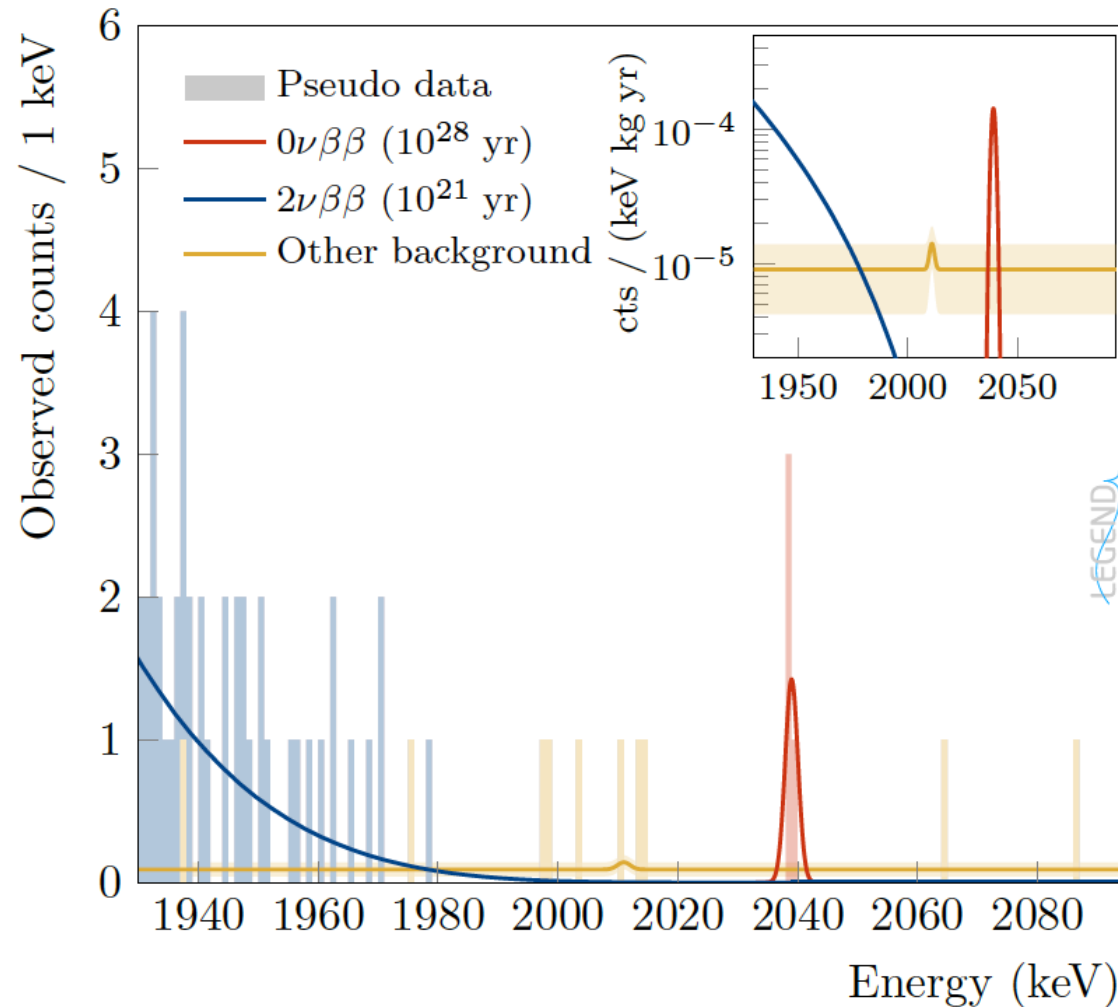 Observed counts / 1 keV
6
5
4
3
2
1
0
Pseudo data
0νββ (10²⁸ yr)
2νββ (10²¹ yr)
Other background
cts / (keV kg yr)
10⁻⁴
10⁻⁵
1950 2000 2050
LEGEND
1940 1960 1980 2000 2020 2040 2060 2080
Energy (keV)